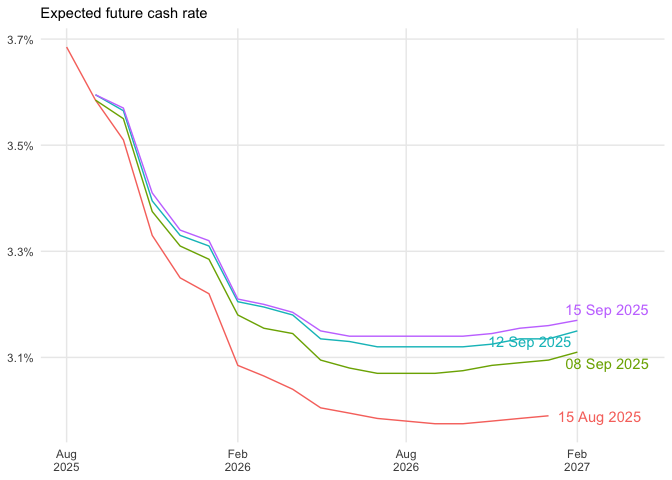 Expected future cash rate
3.7%
3.5%
3.3%
3.1%
15 Sep 2025
12 Sep 2025
08 Sep 2025
15 Aug 2025
Aug
2025
Feb
2026
Aug
2026
Feb
2027